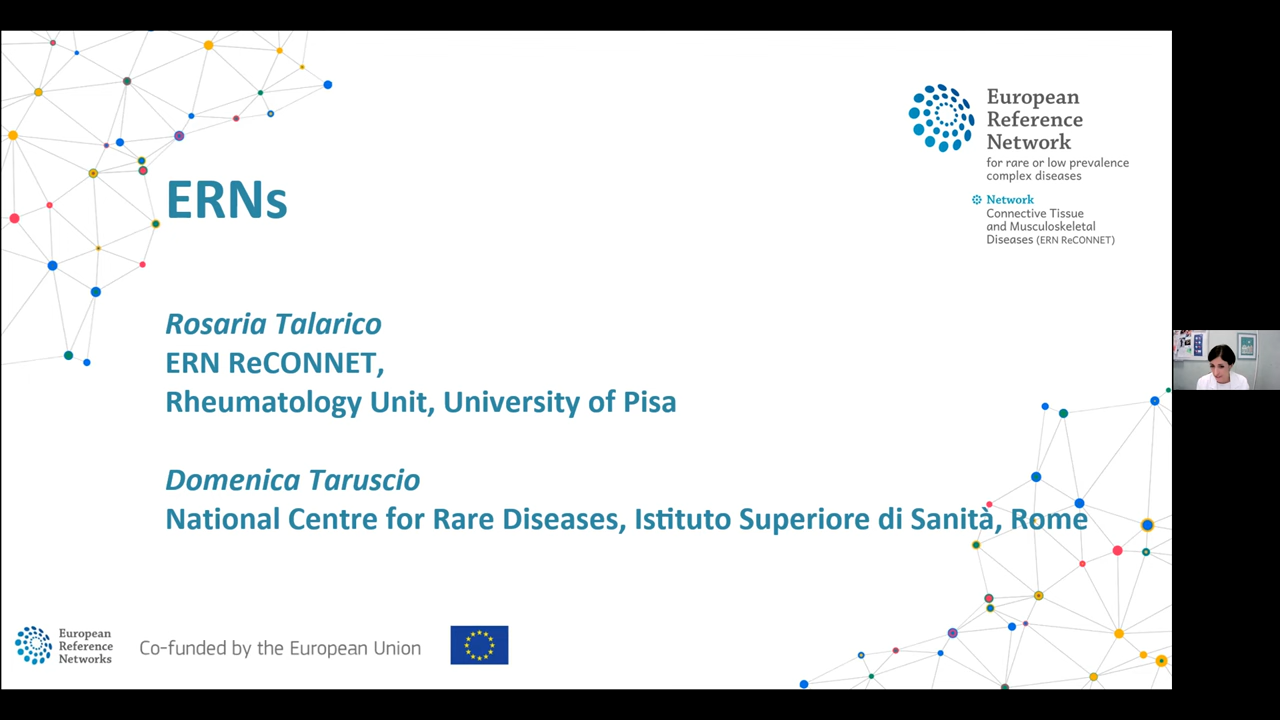 European
Reference
Network
for rare or low prevalence
complex diseases
Network
Connective Tissue
and Musculoskeletal
Diseases (ERN ReCONNET)
ERNs
Rosaria Talarico
ERN ReCONNET,
Rheumatology Unit, University of Pisa
Domenica Taruscio
National Centre for Rare Diseases, Istituto Superiore di Sanità, Rome
European
Reference
Networks
Co-funded by the European Union